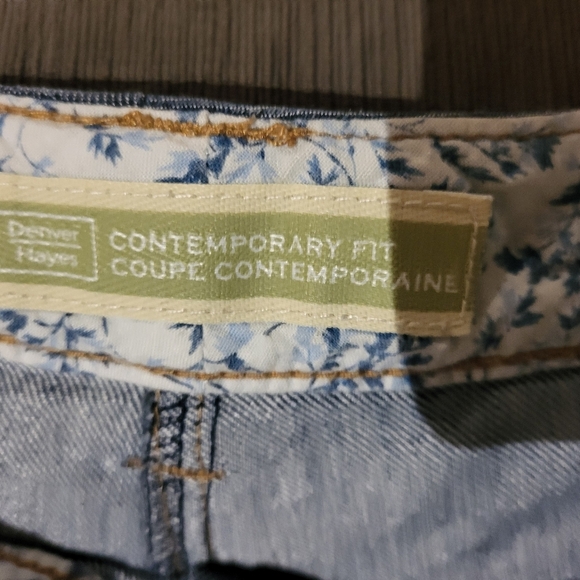 Denver
Hayes
CONTEMPORARY FIT
COUPE CONTEMPORAINE